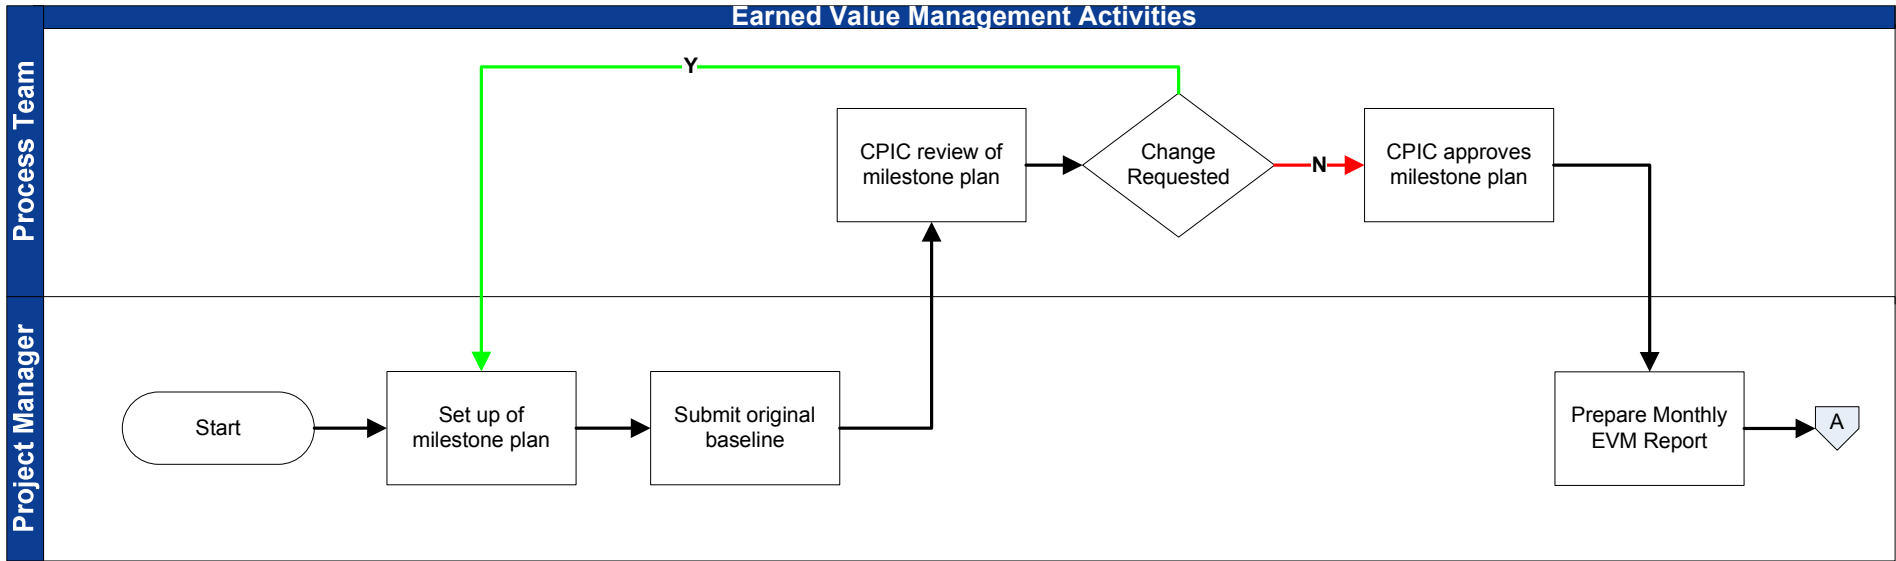 Earned Value Management Activities
Process Team
Y
CPIC review of
milestone plan
Change
Requested
N
CPIC approves
milestone plan
Project Manager
Start
Set up of
milestone plan
Submit original
baseline
Prepare Monthly
EVM Report
A